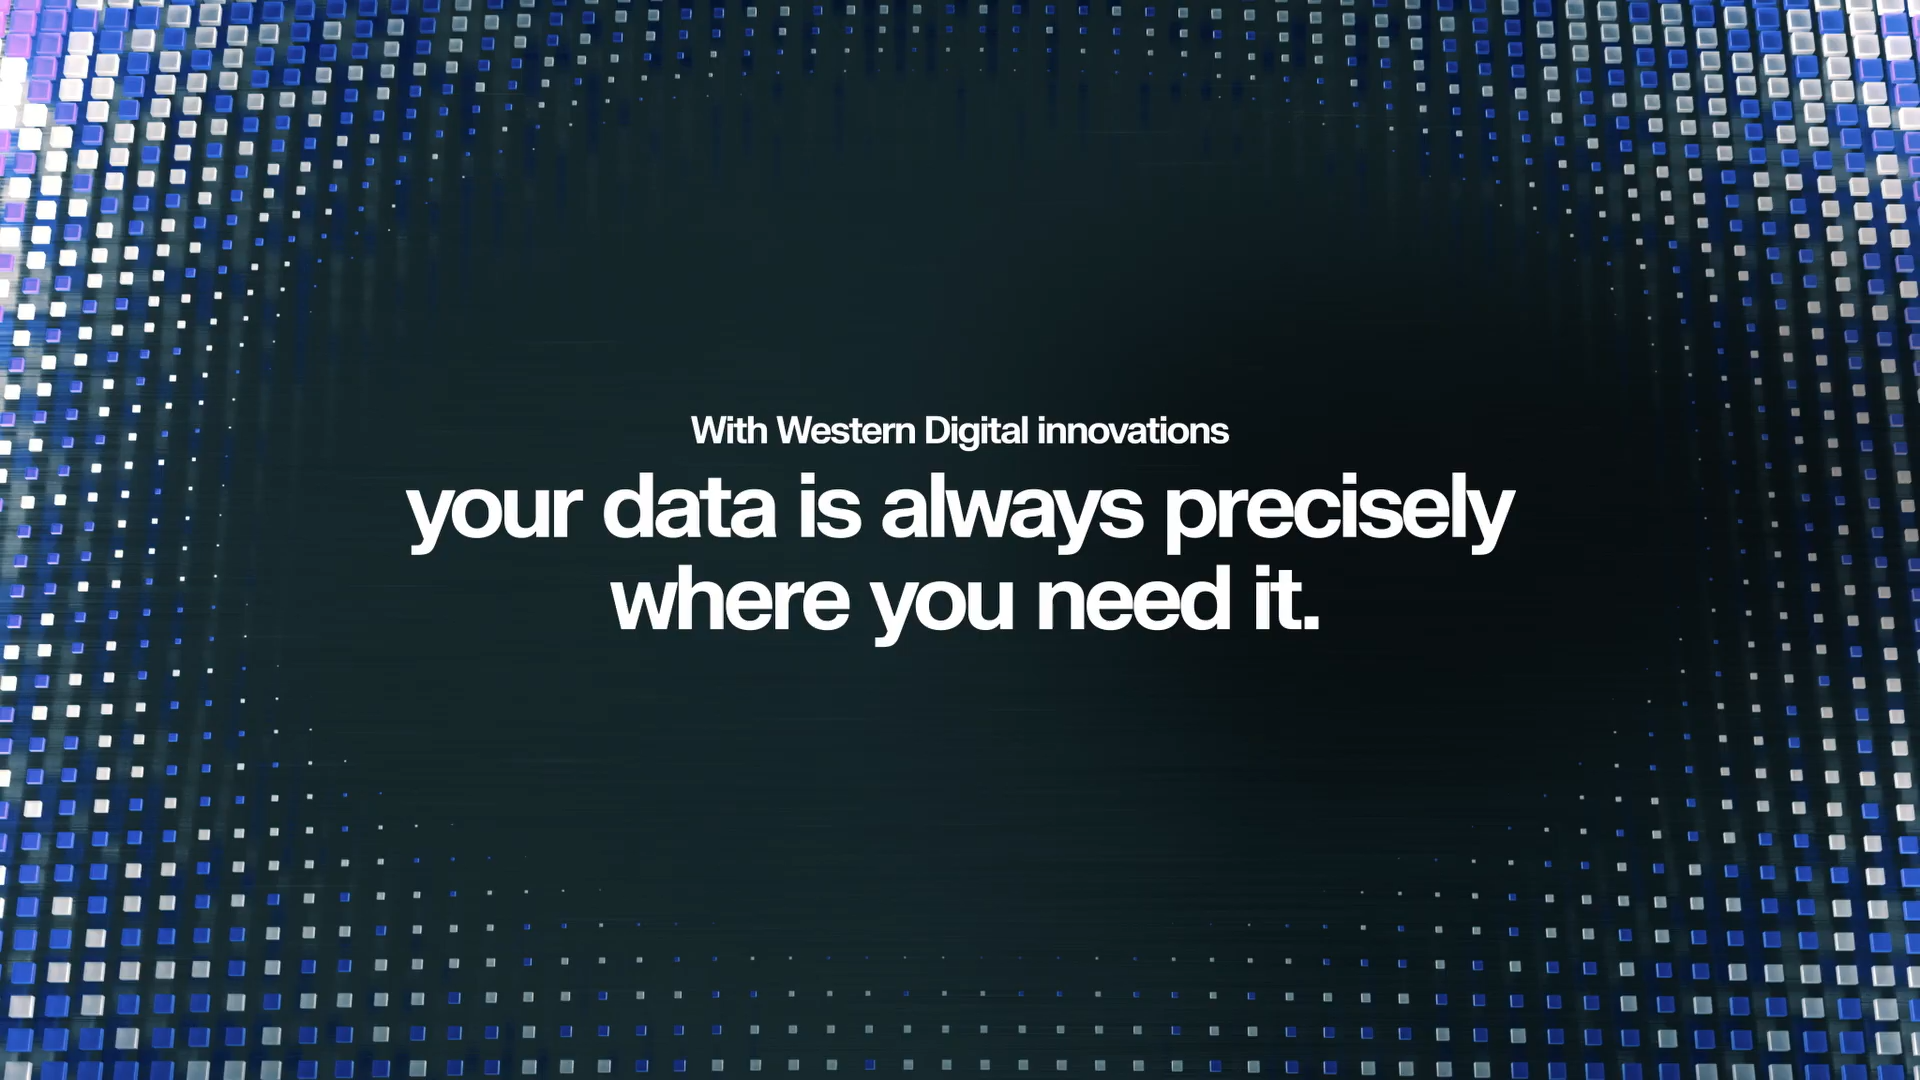 With Western Digital innovations
your data is always precisely
where you need it.